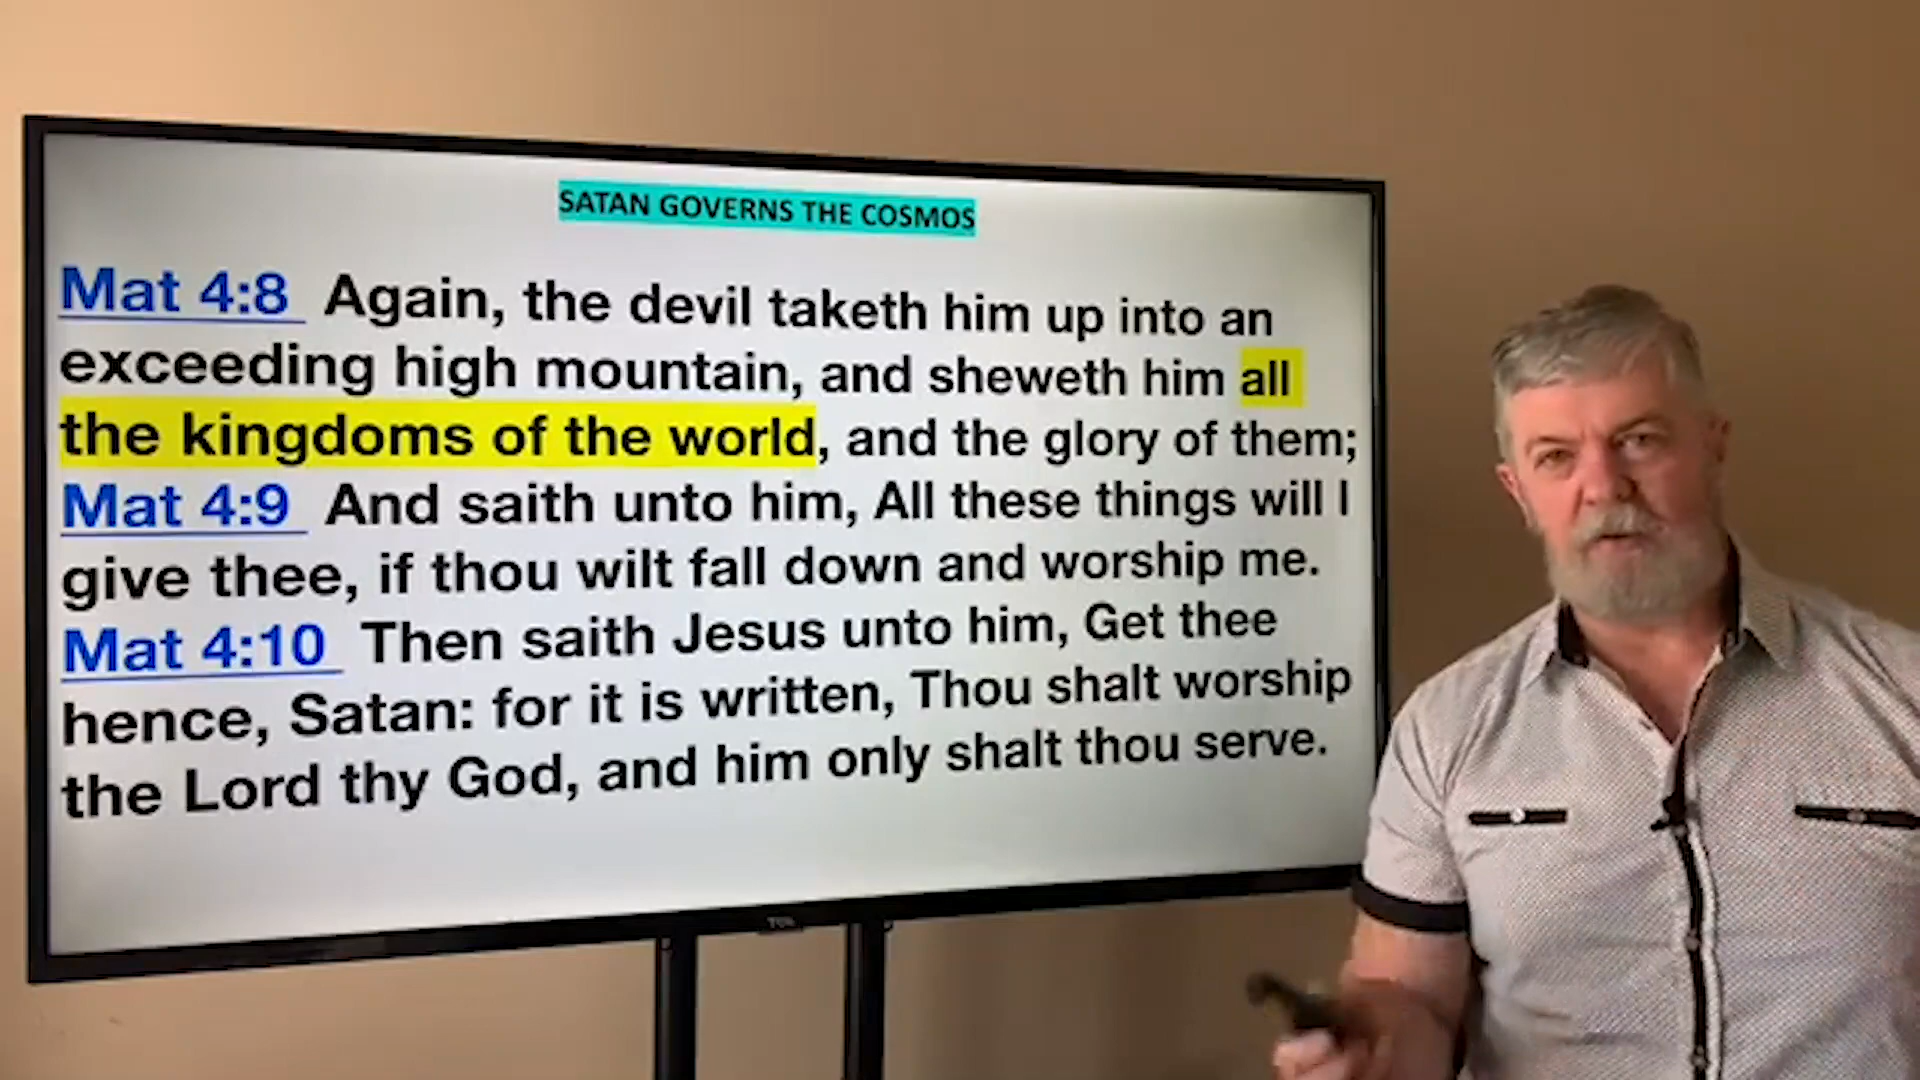 SATAN GOVERNS THE COSMOS
Mat 4:8 Again, the devil taketh him up into an
exceeding high mountain, and sheweth him all
the kingdoms of the world, and the glory of them;
Mat 4:9 And saith unto him, All these things will I
give thee, if thou wilt fall down and worship me.
Mat 4:10 Then saith Jesus unto him, Get thee
hence, Satan: for it is written, Thou shalt worship
the Lord thy God, and him only shalt thou serve.
TCL